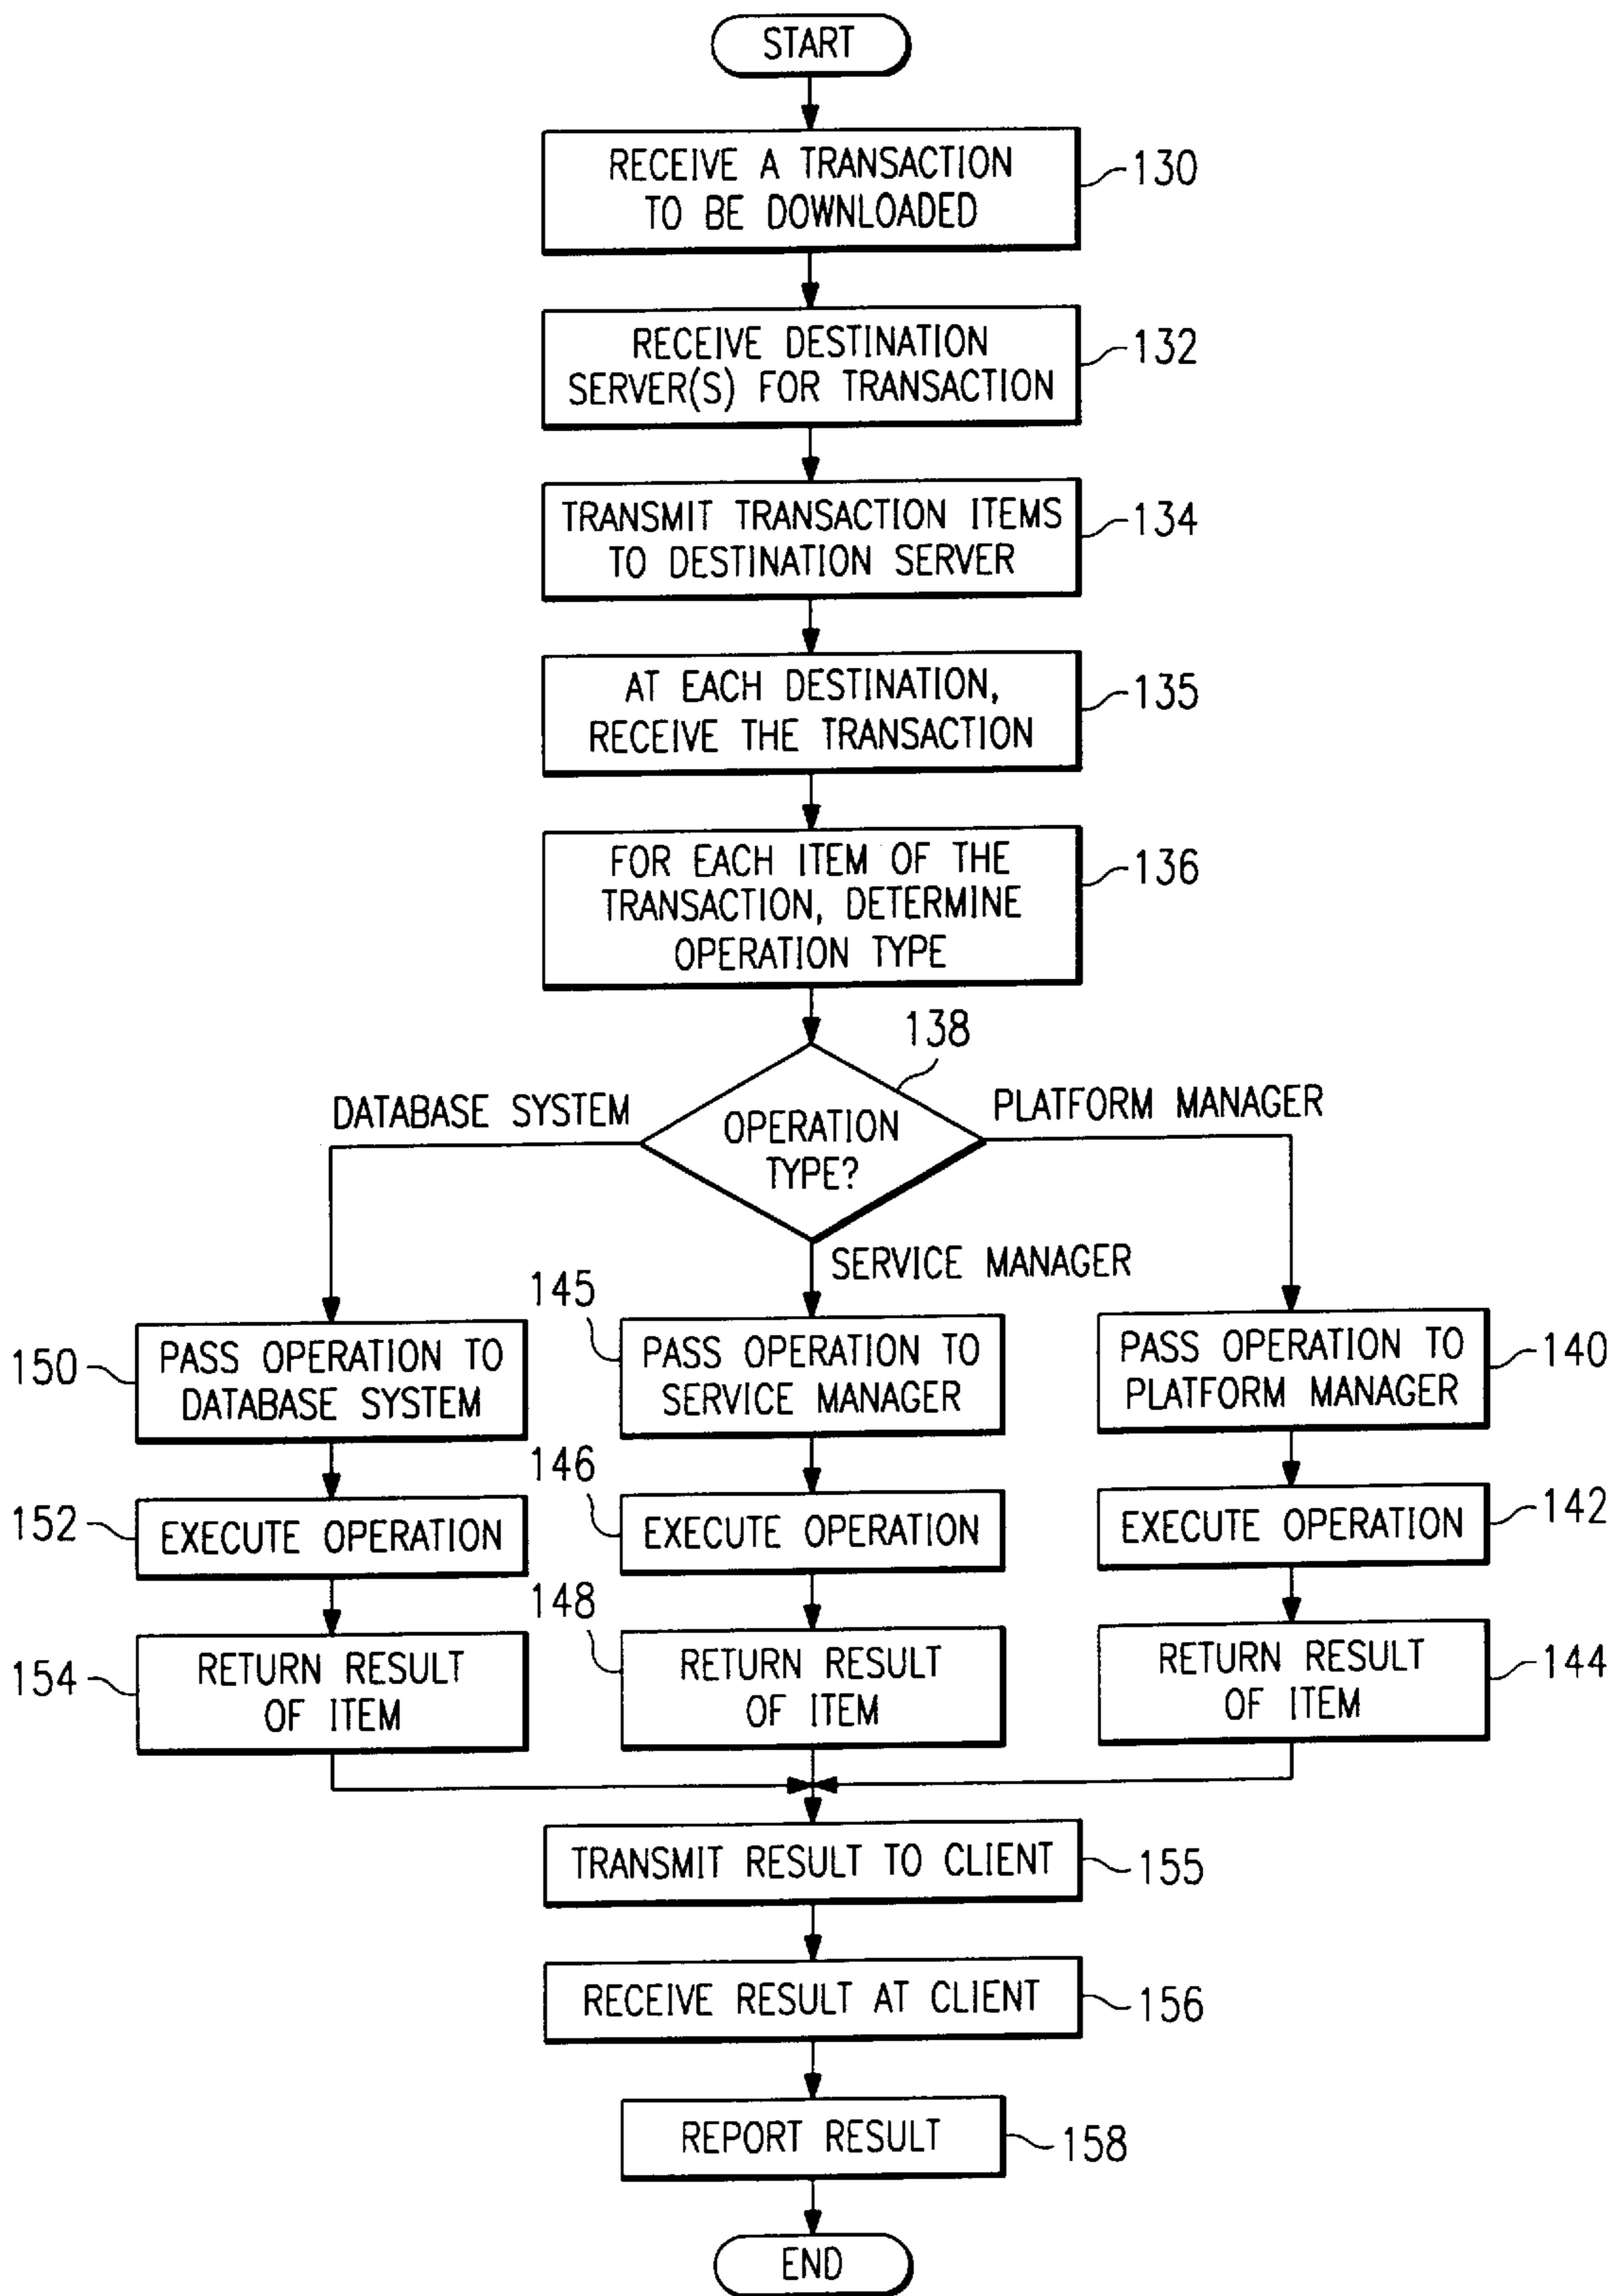 START
RECEIVE A TRANSACTION
TO BE DOWNLOADED
130
RECEIVE DESTINATION
SERVER(S) FOR TRANSACTION
132
TRANSMIT TRANSACTION ITEMS
TO DESTINATION SERVER
134
AT EACH DESTINATION,
RECEIVE THE TRANSACTION
135
FOR EACH ITEM OF THE
TRANSACTION, DETERMINE
OPERATION TYPE
136
138
OPERATION
TYPE?
DATABASE SYSTEM
PLATFORM MANAGER
SERVICE MANAGER
150
PASS OPERATION TO
DATABASE SYSTEM
145
PASS OPERATION TO
SERVICE MANAGER
PASS OPERATION TO
PLATFORM MANAGER
140
152
EXECUTE OPERATION
146
EXECUTE OPERATION
EXECUTE OPERATION
142
154
RETURN RESULT
OF ITEM
148
RETURN RESULT
OF ITEM
RETURN RESULT
OF ITEM
144
TRANSMIT RESULT TO CLIENT
155
RECEIVE RESULT AT CLIENT
156
REPORT RESULT
158
END